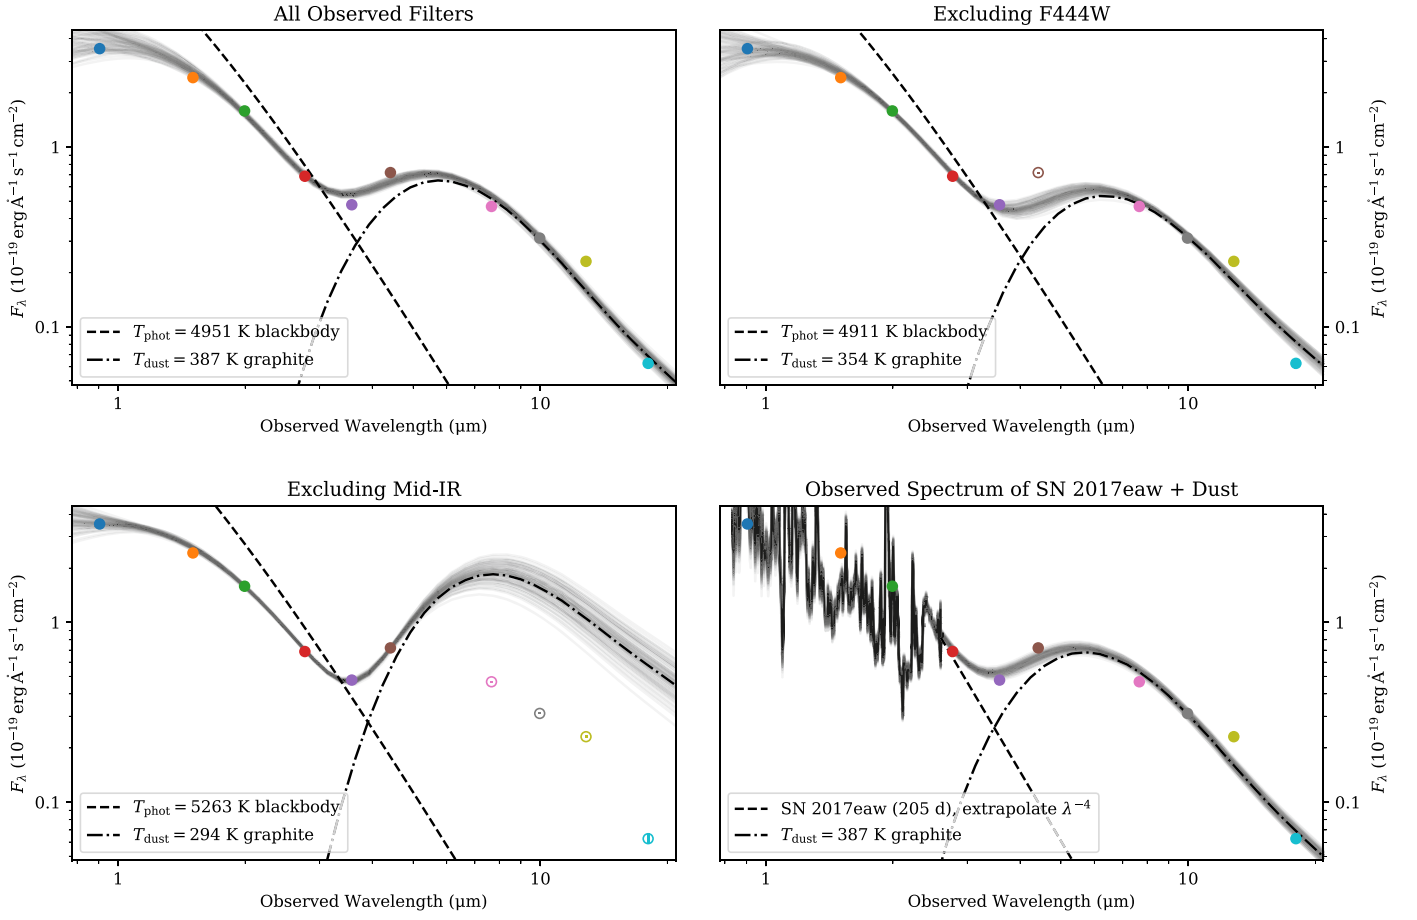 All Observed Filters
F_λ (10⁻¹⁹ erg Å⁻¹ s⁻¹ cm⁻²)
1
0.1
T_phot = 4951 K blackbody
T_dust = 387 K graphite
1
10
Observed Wavelength (μm)
Excluding F444W
F_λ (10⁻¹⁹ erg Å⁻¹ s⁻¹ cm⁻²)
1
0.1
T_phot = 4911 K blackbody
T_dust = 354 K graphite
1
10
Observed Wavelength (μm)
Excluding Mid-IR
F_λ (10⁻¹⁹ erg Å⁻¹ s⁻¹ cm⁻²)
1
0.1
T_phot = 5263 K blackbody
T_dust = 294 K graphite
1
10
Observed Wavelength (μm)
Observed Spectrum of SN 2017eaw + Dust
F_λ (10⁻¹⁹ erg Å⁻¹ s⁻¹ cm⁻²)
1
0.1
SN 2017eaw (205 d), extrapolate λ⁻⁴
T_dust = 387 K graphite
1
10
Observed Wavelength (μm)